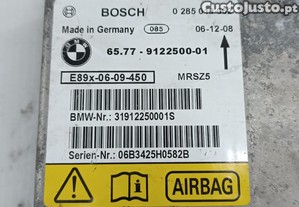 CustoJusto.pt
BOSCH 0 285 0
Made in Germany 085 06-12-08
65.77 - 9122500-01
E89x-06-09-450 MRSZ5
BMW-Nr.: 31912250001S
Serien-Nr.: 06B3425H0582B
AIRBAG